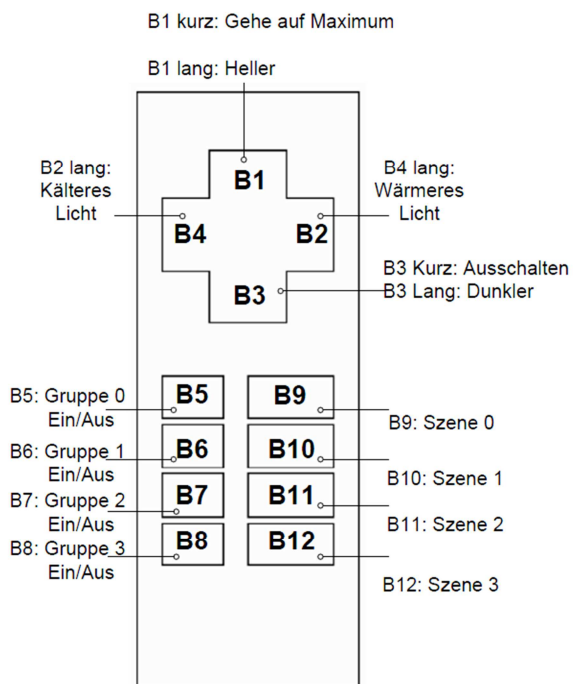 B1 kurz: Gehe auf Maximum
B1 lang: Heller
B2 lang:
Kälteres
Licht
B4 lang:
Wärmeres
Licht
B1
B4
B2
B3
B3 Kurz: Ausschalten
B3 Lang: Dunkler
B5: Gruppe 0
Ein/Aus
B5
B9
B9: Szene 0
B6: Gruppe 1
Ein/Aus
B6
B10
B10: Szene 1
B7: Gruppe 2
Ein/Aus
B7
B11
B11: Szene 2
B8: Gruppe 3
Ein/Aus
B8
B12
B12: Szene 3